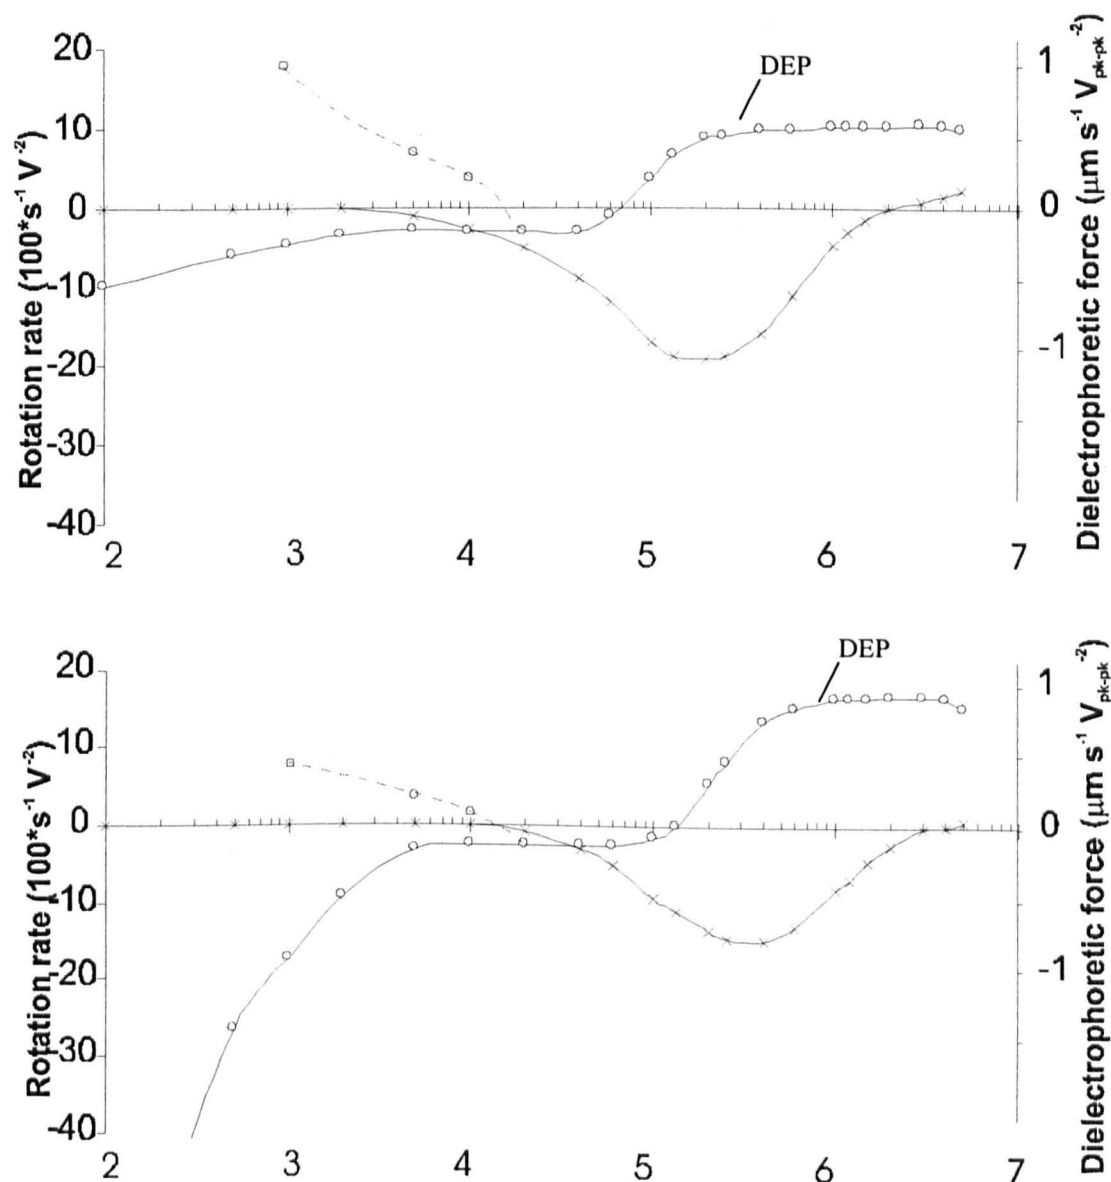 20
10
0
-10
-20
-30
-40
Rotation rate (100*s⁻¹ V⁻²)
DEP
1
0
-1
Dielectrophoretic force (μm s⁻¹ Vpk-pk⁻²)
2 3 4 5 6 7
20
10
0
-10
-20
-30
-40
Rotation rate (100*s⁻¹ V⁻²)
DEP
1
0
-1
Dielectrophoretic force (μm s⁻¹ Vpk-pk⁻²)
2 3 4 5 6 7